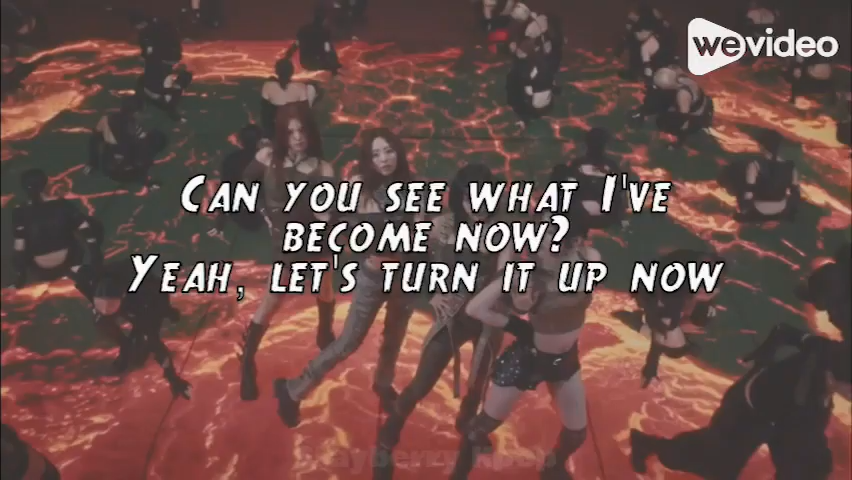 wevideo
Can you see what I've
become now?
Yeah, let's turn it up now